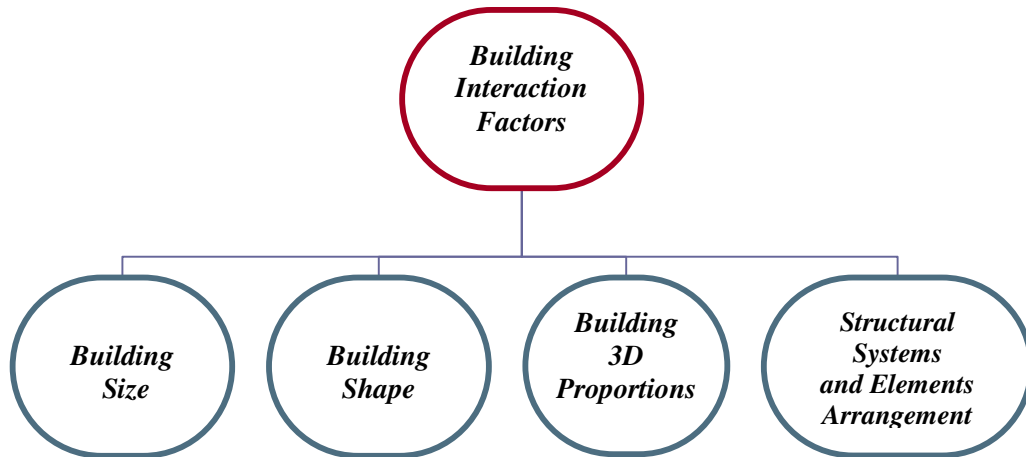 Building
Interaction
Factors
Building
Size
Building
Shape
Building
3D
Proportions
Structural
Systems
and Elements
Arrangement